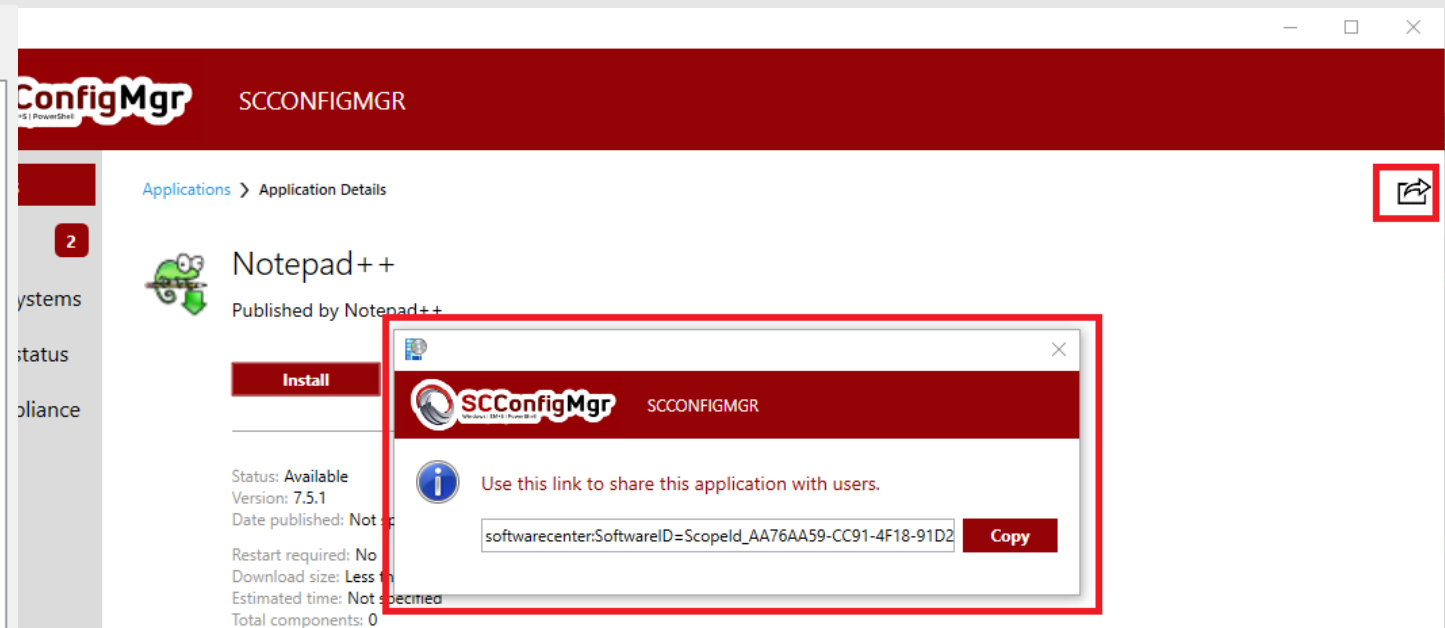 ConfigMgr
SCCONFIGMGR
Applications > Application Details
2
ystems
status
pliance
Notepad++
Published by Notepad++
Install
Status: Available
Version: 7.5.1
Date published: Not sp
Restart required: No
Download size: Less th
Estimated time: Not specified
Total components: 0
SCConfigMgr
SCCONFIGMGR
Use this link to share this application with users.
softwarecenter:SoftwareID=ScopeId_AA76AA59-CC91-4F18-91D2
Copy